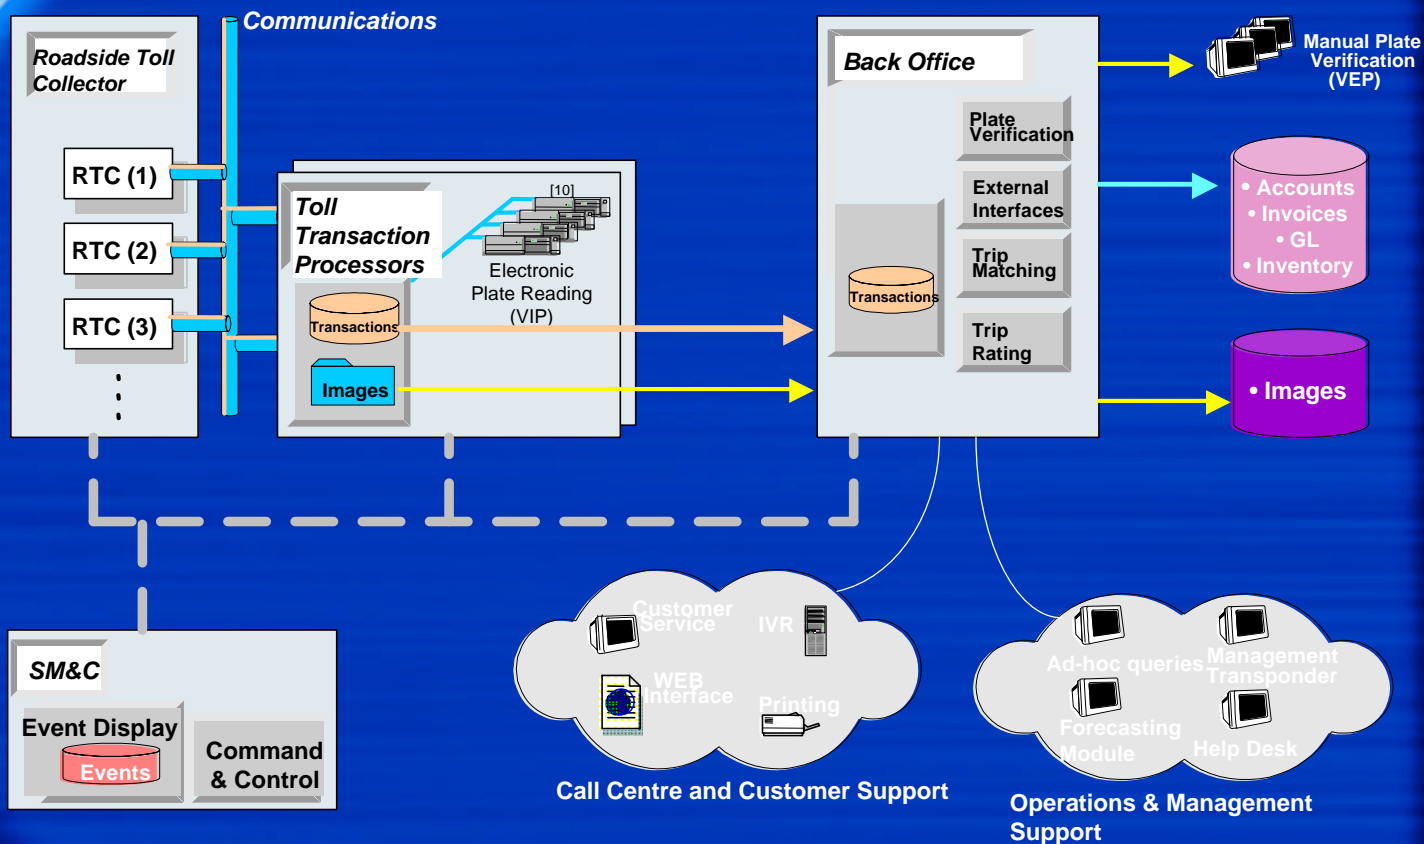 Communications
Roadside Toll
Collector
RTC (1)
RTC (2)
RTC (3)
Toll
Transaction
Processors
[10]
Electronic
Plate Reading
(VIP)
Transactions
Images
Back Office
Plate
Verification
External
Interfaces
Trip
Matching
Trip
Rating
Transactions
Manual Plate
Verification
(VEP)
• Accounts
• Invoices
• GL
• Inventory
• Images
SM&C
Event Display
Events
Command
& Control
Customer
Service
IVR
WEB
Interface
Printing
Call Centre and Customer Support
Ad-hoc queries
Management
Transponder
Forecasting
Module
Help Desk
Operations & Management
Support